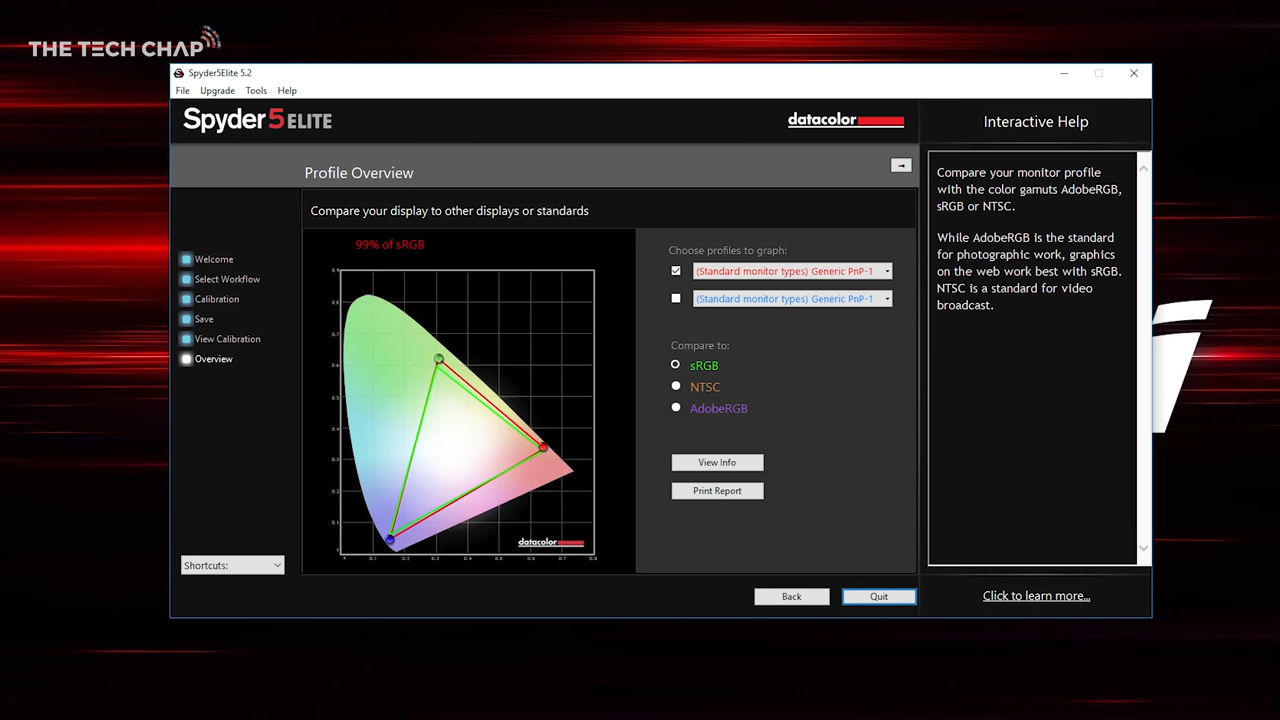 THE TECH CHAP
Spyder5Elite 5.2
File Upgrade Tools Help
Spyder5ELITE
datacolor
Interactive Help
Profile Overview
Compare your display to other displays or standards
Welcome
Select Workflow
Calibration
Save
View Calibration
Overview
Shortcuts:
99% of sRGB
datacolor
Choose profiles to graph:
(Standard monitor types) Generic PnP-1
(Standard monitor types) Generic PnP-1
Compare to:
sRGB
NTSC
AdobeRGB
View Info
Print Report
Back
Quit
Compare your monitor profile
with the color gamuts AdobeRGB,
sRGB or NTSC.
While AdobeRGB is the standard
for photographic work, graphics
on the web work best with sRGB.
NTSC is a standard for video
broadcast.
Click to learn more...